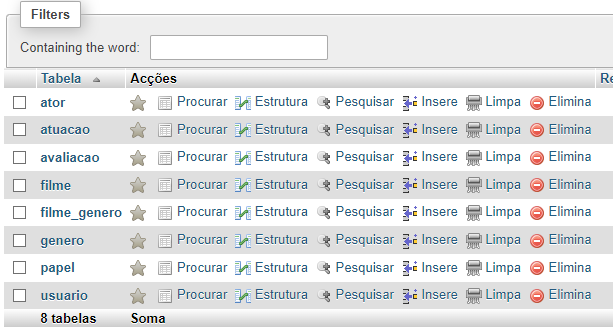 Filters
Containing the word:
Tabela Acções Re
ator Procurar Estrutura Pesquisar Insere Limpa Elimina
atuacao Procurar Estrutura Pesquisar Insere Limpa Elimina
avaliacao Procurar Estrutura Pesquisar Insere Limpa Elimina
filme Procurar Estrutura Pesquisar Insere Limpa Elimina
filme_genero Procurar Estrutura Pesquisar Insere Limpa Elimina
genero Procurar Estrutura Pesquisar Insere Limpa Elimina
papel Procurar Estrutura Pesquisar Insere Limpa Elimina
usuario Procurar Estrutura Pesquisar Insere Limpa Elimina
8 tabelas Soma